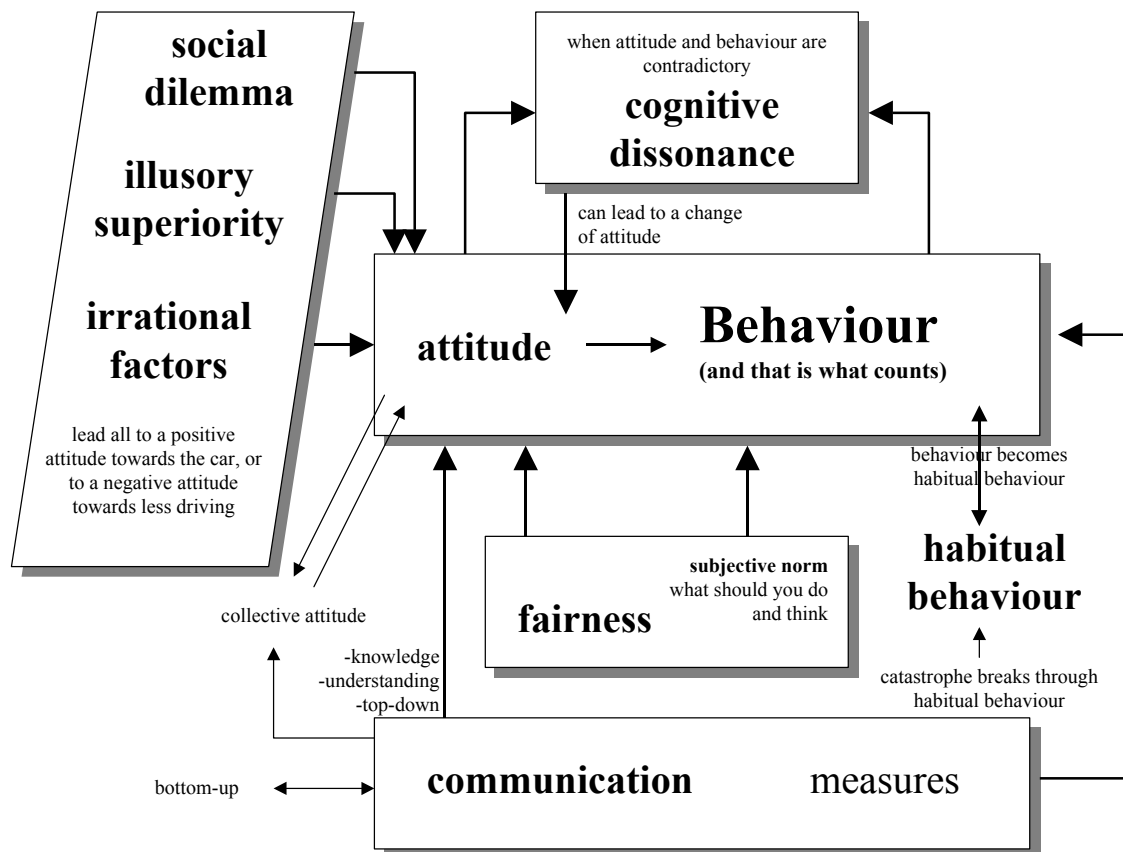 social
dilemma
illusory
superiority
irrational
factors
lead all to a positive
attitude towards the car, or
to a negative attitude
towards less driving
when attitude and behaviour are
contradictory
cognitive
dissonance
can lead to a change
of attitude
attitude
Behaviour
(and that is what counts)
behaviour becomes
habitual behaviour
habitual
behaviour
catastrophe breaks through
habitual behaviour
subjective norm
what should you do
and think
fairness
collective attitude
-knowledge
-understanding
-top-down
bottom-up
communication
measures